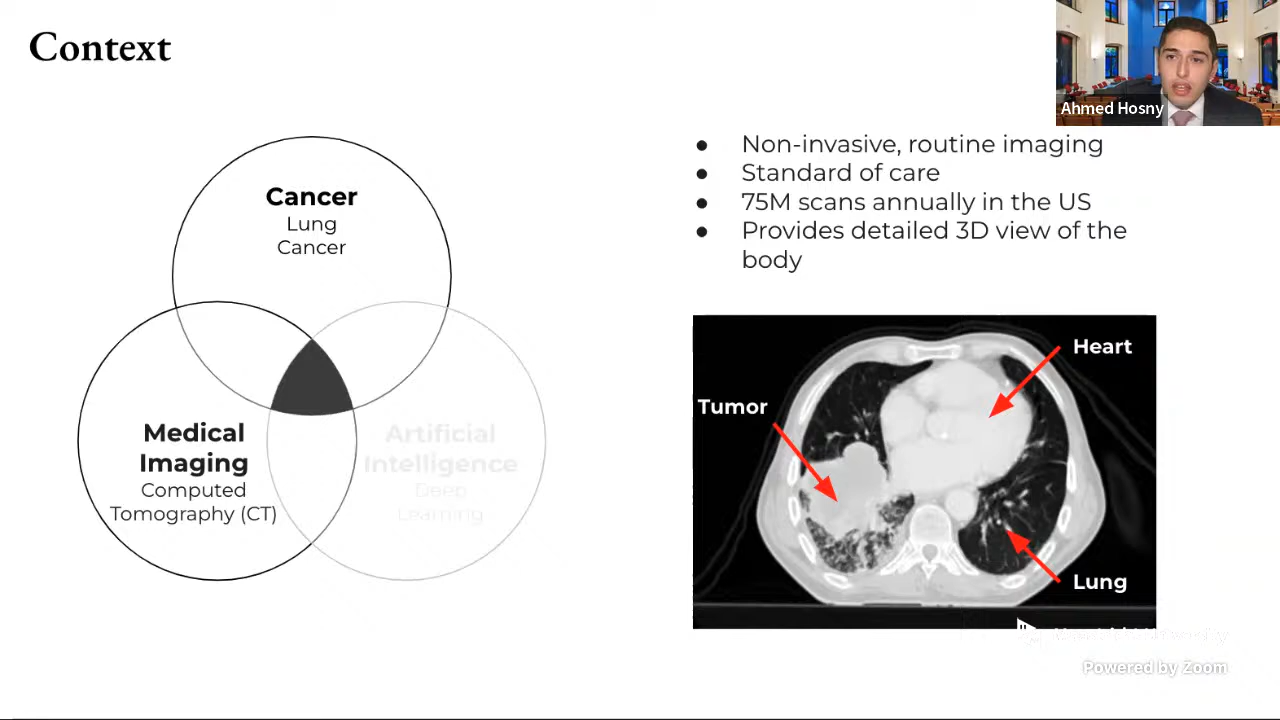 Context
Ahmed Hosny
Cancer
Lung
Cancer
Medical
Imaging
Computed
Tomography (CT)
Artificial
Intelligence
Deep
Learning
● Non-invasive, routine imaging
● Standard of care
● 75M scans annually in the US
● Provides detailed 3D view of the
body
Heart
Tumor
Lung
Powered by Zoom